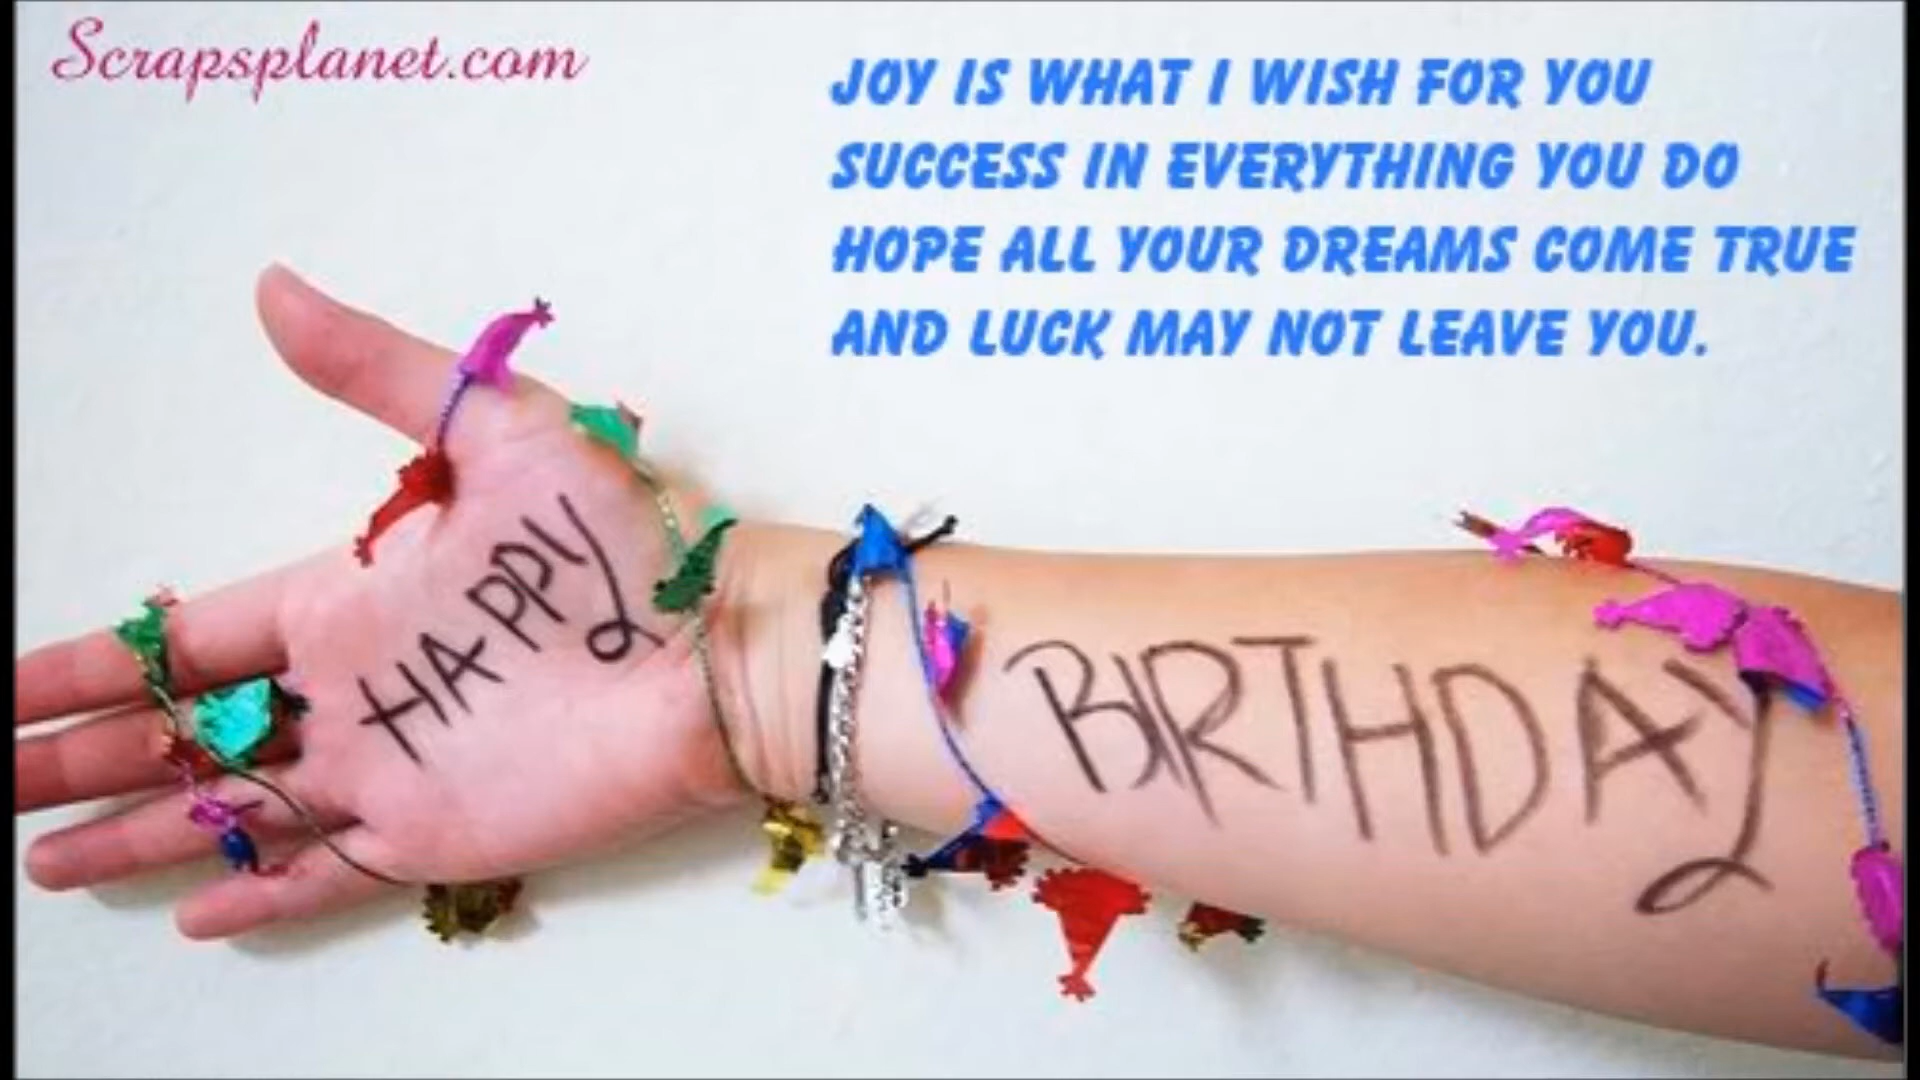 Scrapsplanet.com
JOY IS WHAT I WISH FOR YOU
SUCCESS IN EVERYTHING YOU DO
HOPE ALL YOUR DREAMS COME TRUE
AND LUCK MAY NOT LEAVE YOU.
HAPPY
BIRTHDAY